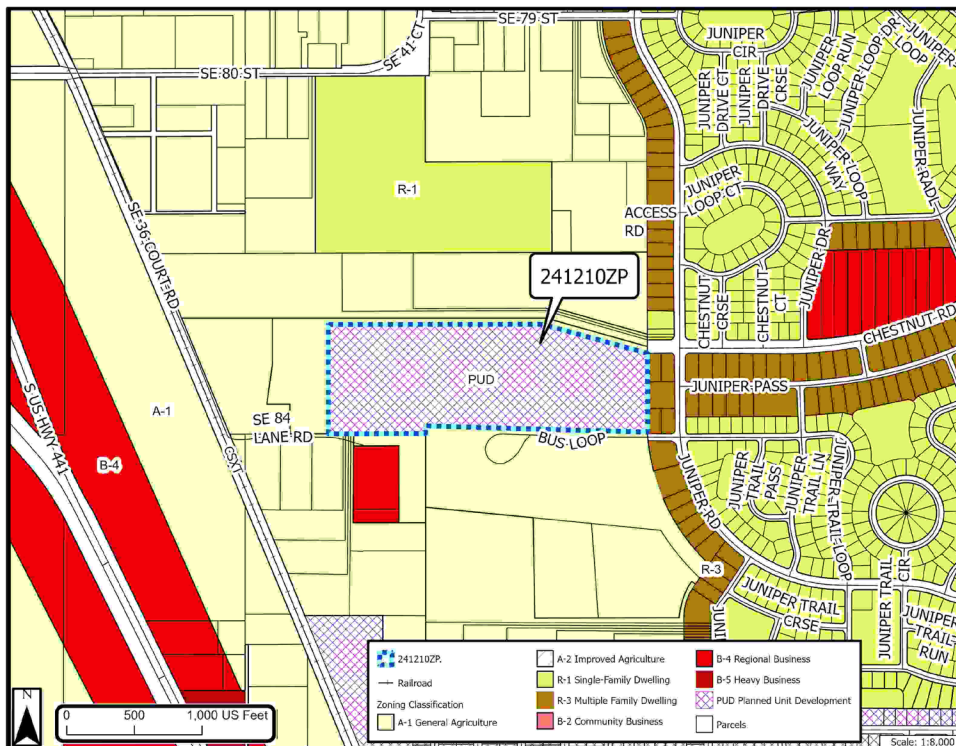 SE 79 ST
SE 41 CT
SE 80 ST
JUNIPER
CIR
JUNIPER
DRIVE CT
JUNIPER
DRIVE
CRSE
JUNIPER
LOOP RUN
JUNIPER LOOP DR
JUNIPER
LOOP
JUNIPER RADL
JUNIPER LOOP
WAY
JUNIPER
LOOP CT
R-1
ACCESS
RD
SE 36 COURT RD
241210ZP
CHESTNUT
CRSE
CHESTNUT
CT
JUNIPER DR
CHESTNUT RD
PUD
JUNIPER PASS
A-1
SE 84
LANE RD
BUS LOOP
S US HWY 441
B-4
CSXT
JUNIPER RD
JUNIPER
TRAIL
PASS
JUNIPER
TRAIL LN
JUNIPER TRAIL LOOP
R-3
JUNIPER TRAIL
CRSE
JUNIPER TRAIL
CIR
JUNIPER
TRAIL
RUN
N
0 500 1,000 US Feet
241210ZP.
Railroad
Zoning Classification
A-1 General Agriculture
A-2 Improved Agriculture
R-1 Single-Family Dwelling
R-3 Multiple Family Dwelling
B-2 Community Business
B-4 Regional Business
B-5 Heavy Business
PUD Planned Unit Development
Parcels
Scale: 1:8,000